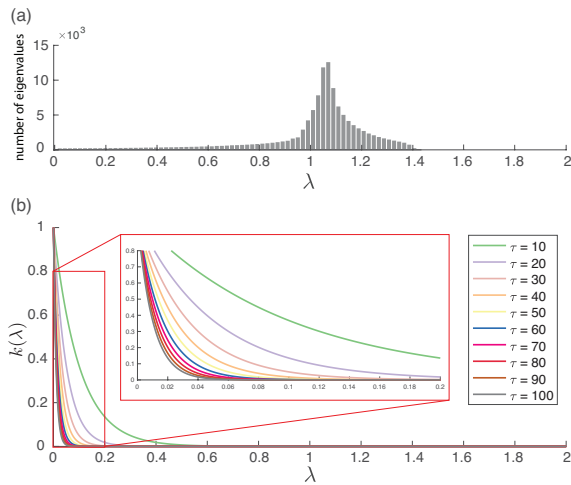 (a)
×10³
15
10
5
0
number of eigenvalues
0 0.2 0.4 0.6 0.8 1 1.2 1.4 1.6 1.8 2
λ
(b)
1
0.8
0.6
0.4
0.2
0
k(λ)
0.8
0.7
0.6
0.5
0.4
0.3
0.2
0.1
0
0.02 0.04 0.06 0.08 0.1 0.12 0.14 0.16 0.18 0.2
τ = 10
τ = 20
τ = 30
τ = 40
τ = 50
τ = 60
τ = 70
τ = 80
τ = 90
τ = 100
0 0.2 0.4 0.6 0.8 1 1.2 1.4 1.6 1.8 2
λ